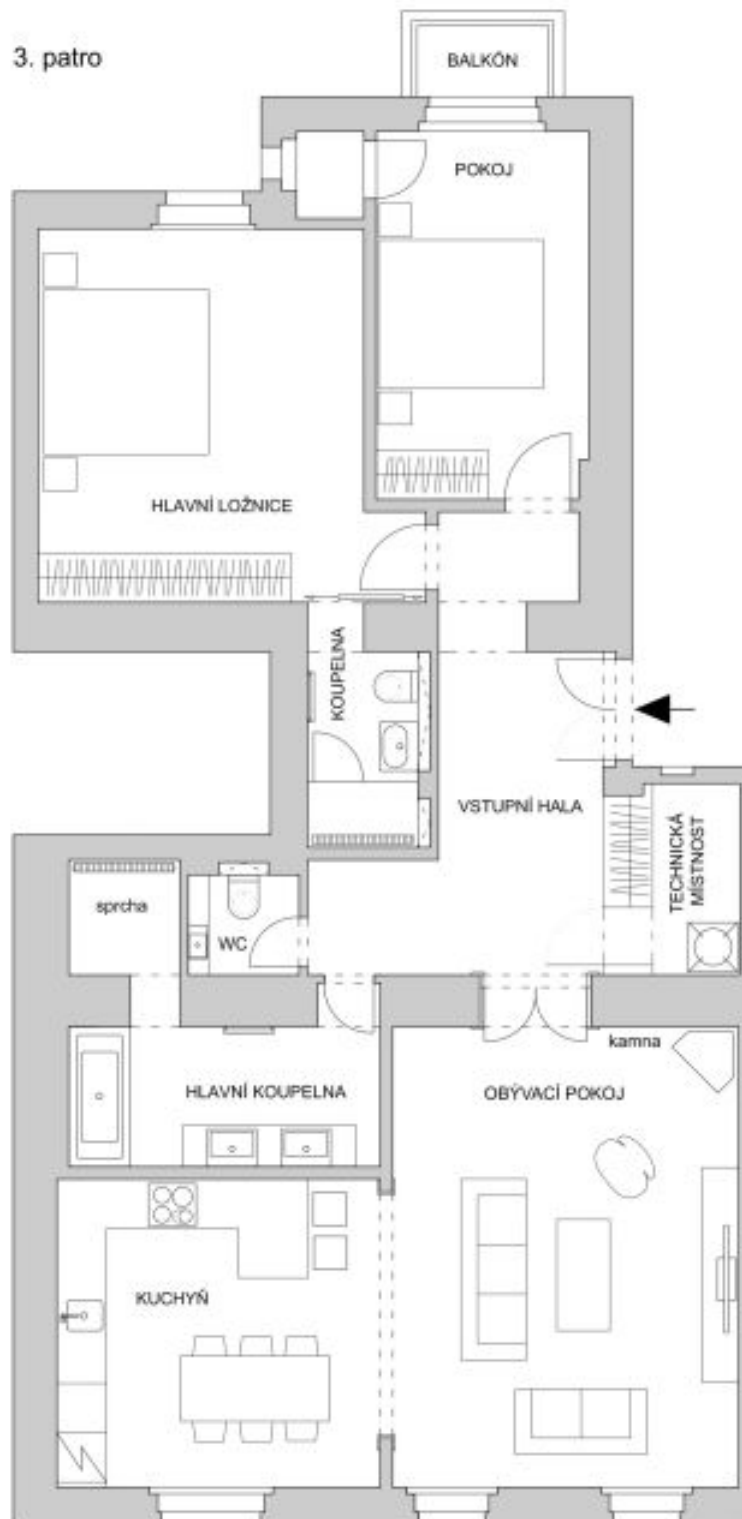 3. patro
BALKÓN
POKOJ
HLAVNÍ LOŽNICE
KOUPELNA
VSTUPNÍ HALA
TECHNICKÁ
MÍSTNOST
sprcha
WC
kamna
HLAVNÍ KOUPELNA
OBÝVACÍ POKOJ
KUCHYŇ